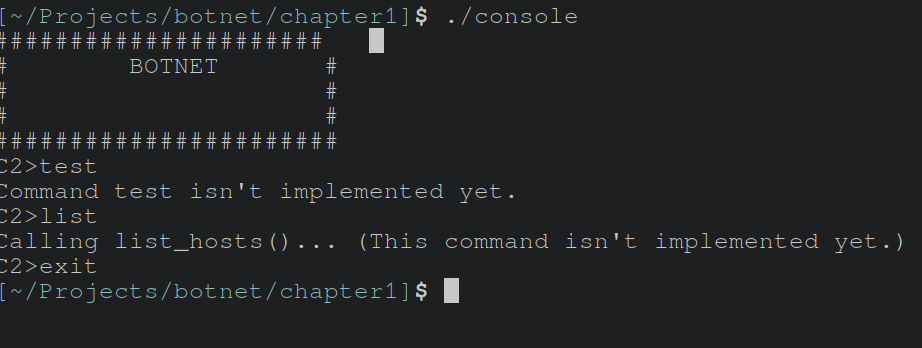 [~/Projects/botnet/chapter1]$ ./console
######################
#        BOTNET       #
#                     #
#                     #
#######################
C2>test
Command test isn't implemented yet.
C2>list
Calling list_hosts()... (This command isn't implemented yet.)
C2>exit
[~/Projects/botnet/chapter1]$